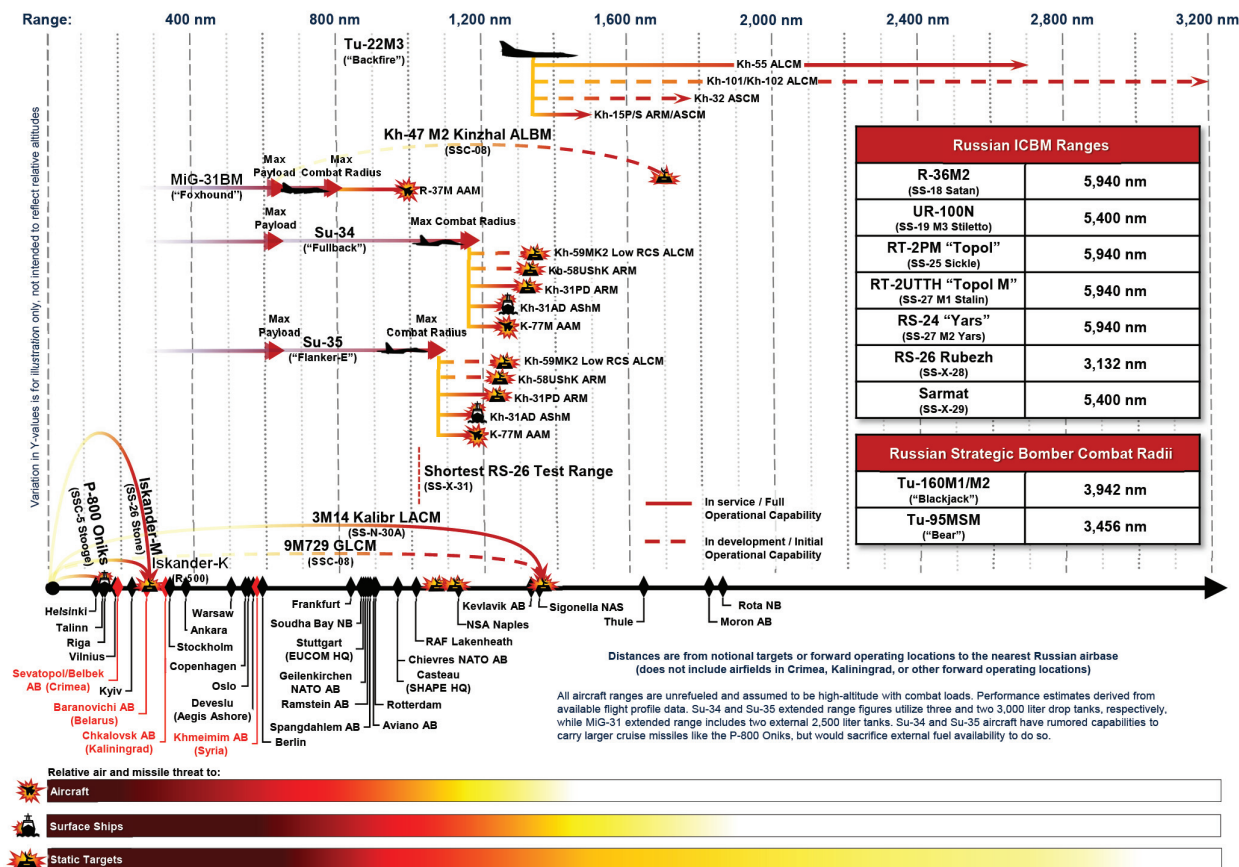 Range:
400 nm
800 nm
1,200 nm
1,600 nm
2,000 nm
2,400 nm
2,800 nm
3,200 nm
Variation in Y-values is for illustration only, not intended to reflect relative altitudes
Tu-22M3
(“Backfire”)
Kh-55 ALCM
Kh-101/Kh-102 ALCM
Kh-32 ASCM
Kh-15P/S ARM/ASCM
Kh-47 M2 Kinzhal ALBM
(SSC-08)
MiG-31BM
(“Foxhound”)
Max
Payload
Max
Combat Radius
R-37M AAM
Su-34
(“Fullback”)
Max
Payload
Max Combat Radius
Kh-59MK2 Low RCS ALCM
Kb-58UShK ARM
Kh-31PD ARM
Kh-31AD AShM
K-77M AAM
Su-35
(“Flanker-E”)
Max
Payload
Max
Combat Radius
Kh-59MK2 Low RCS ALCM
Kh-58UShK ARM
Kh-31PD ARM
Kh-31AD AShM
K-77M AAM
Russian ICBM Ranges
R-36M2
(SS-18 Satan)
5,940 nm
UR-100N
(SS-19 M3 Stiletto)
5,400 nm
RT-2PM “Topol”
(SS-25 Sickle)
5,940 nm
RT-2UTTH “Topol M”
(SS-27 M1 Stalin)
5,940 nm
RS-24 “Yars”
(SS-27 M2 Yars)
5,940 nm
RS-26 Rubezh
(SS-X-28)
3,132 nm
Sarmat
(SS-X-29)
5,400 nm
Russian Strategic Bomber Combat Radii
Tu-160M1/M2
(“Blackjack”)
3,942 nm
Tu-95MSM
(“Bear”)
3,456 nm
Shortest RS-26 Test Range
(SS-X-31)
In service / Full
Operational Capability
In development / Initial
Operational Capability
P-800 Oniks
(SSC-5 Stooge)
Iskander-M
(SS-26 Stone)
Iskander-K
(R-500)
3M14 Kalibr LACM
(SS-N-30A)
9M729 GLCM
(SSC-08)
Helsinki
Talinn
Riga
Vilnius
Sevatopol/Belbek
AB (Crimea)
Kyiv
Baranovichi AB
(Belarus)
Chkalovsk AB
(Kaliningrad)
Stockholm
Ankara
Warsaw
Copenhagen
Oslo
Deveslu
(Aegis Ashore)
Khmeimim AB
(Syria)
Berlin
Frankfurt
Soudha Bay NB
Stuttgart
(EUCOM HQ)
Geilenkirchen
NATO AB
Ramstein AB
Spangdahlem AB
Aviano AB
Rotterdam
Casteau
(SHAPE HQ)
Chievres NATO AB
RAF Lakenheath
NSA Naples
Kevlavik AB
Sigonella NAS
Thule
Moron AB
Rota NB
Distances are from notional targets or forward operating locations to the nearest Russian airbase
(does not include airfields in Crimea, Kaliningrad, or other forward operating locations)
All aircraft ranges are unrefueled and assumed to be high-altitude with combat loads. Performance estimates derived from
available flight profile data. Su-34 and Su-35 extended range figures utilize three and two 3,000 liter drop tanks, respectively,
while MiG-31 extended range includes two external 2,500 liter tanks. Su-34 and Su-35 aircraft have rumored capabilities to
carry larger cruise missiles like the P-800 Oniks, but would sacrifice external fuel availability to do so.
Relative air and missile threat to:
Aircraft
Surface Ships
Static Targets